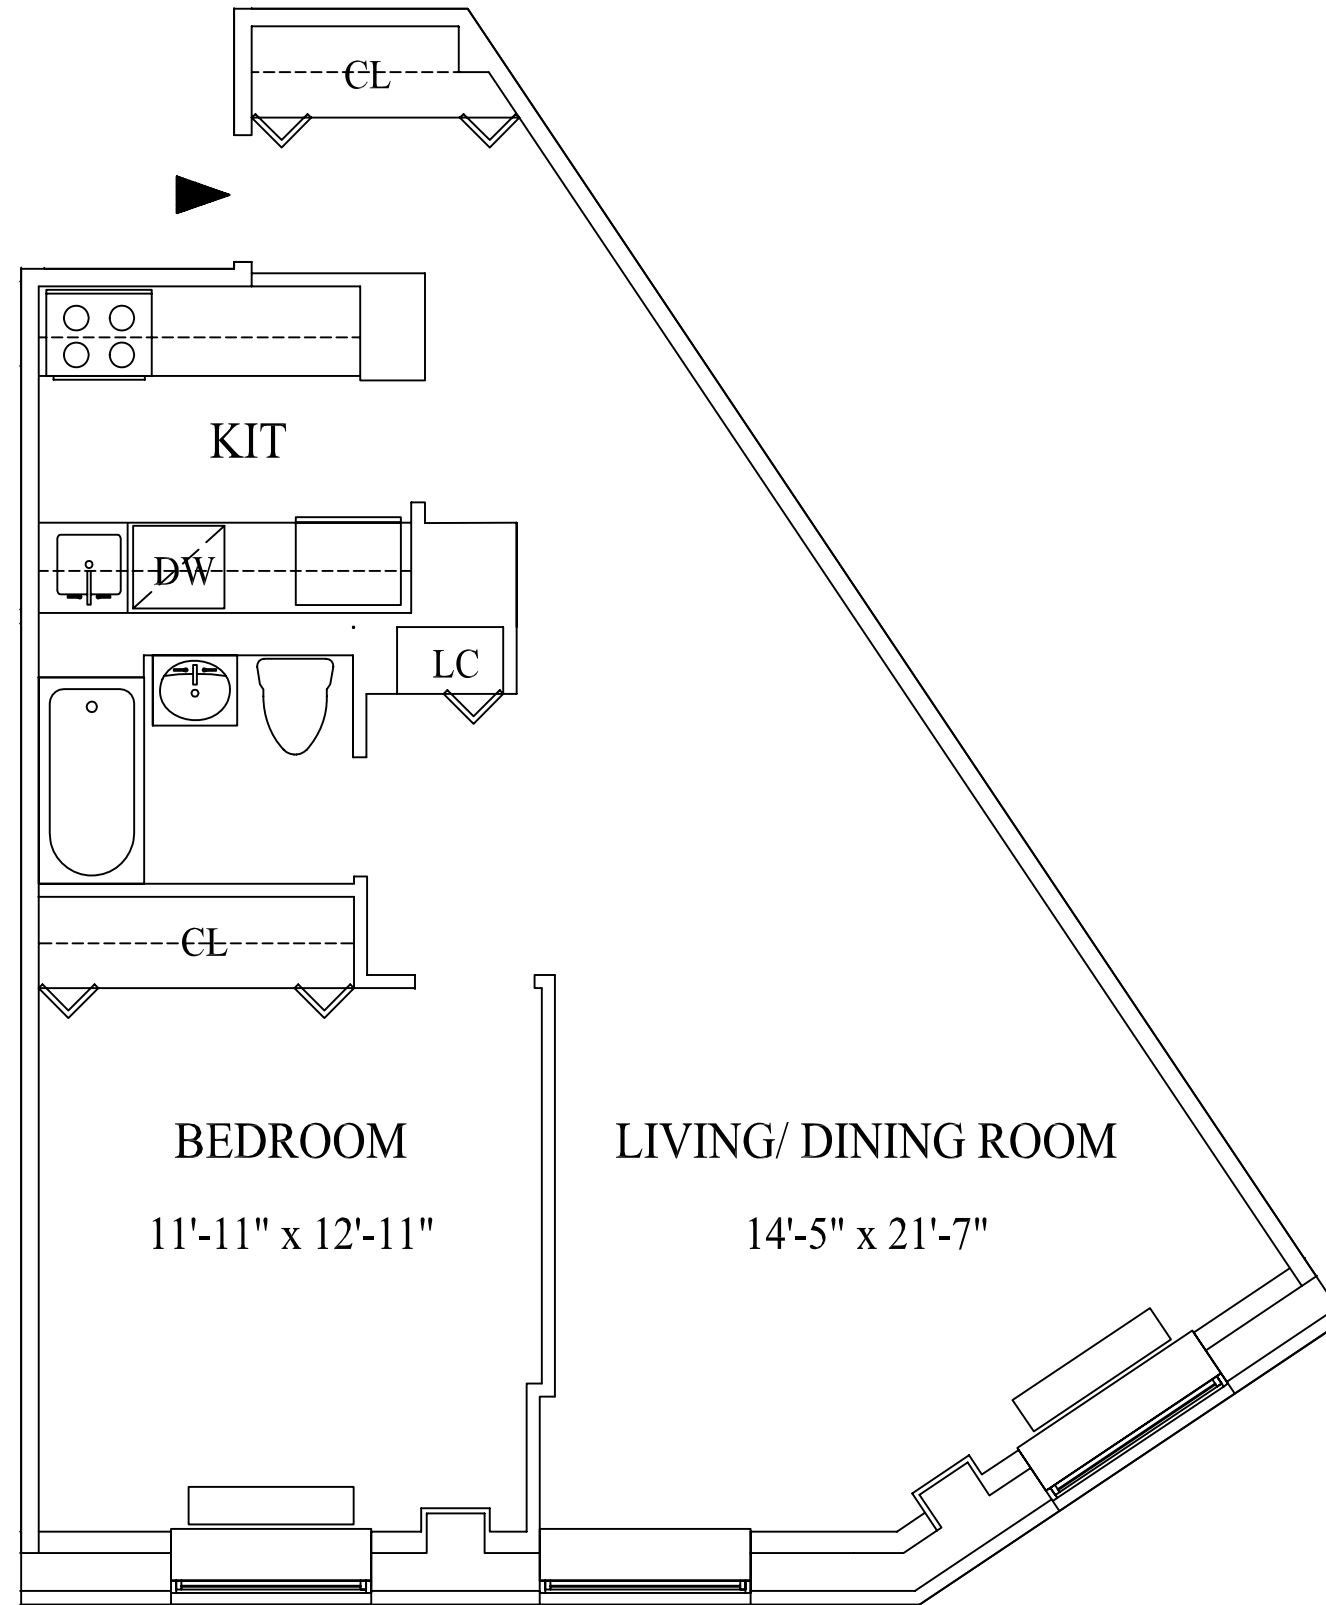 CL
KIT
DW
LC
CL
BEDROOM
11'-11" x 12'-11"
LIVING/ DINING ROOM
14'-5" x 21'-7"